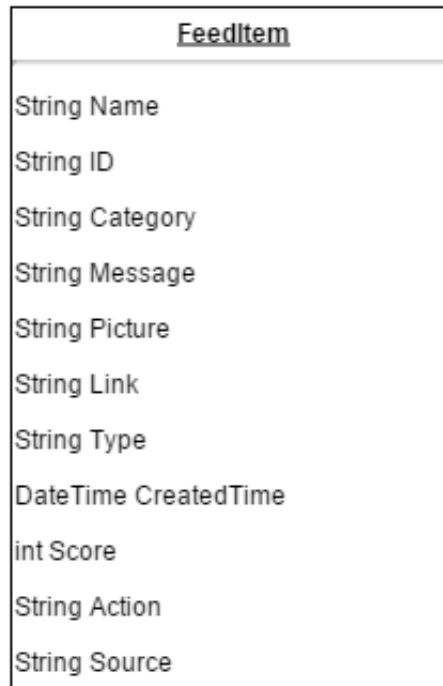 FeedItem
String Name
String ID
String Category
String Message
String Picture
String Link
String Type
DateTime CreatedTime
int Score
String Action
String Source